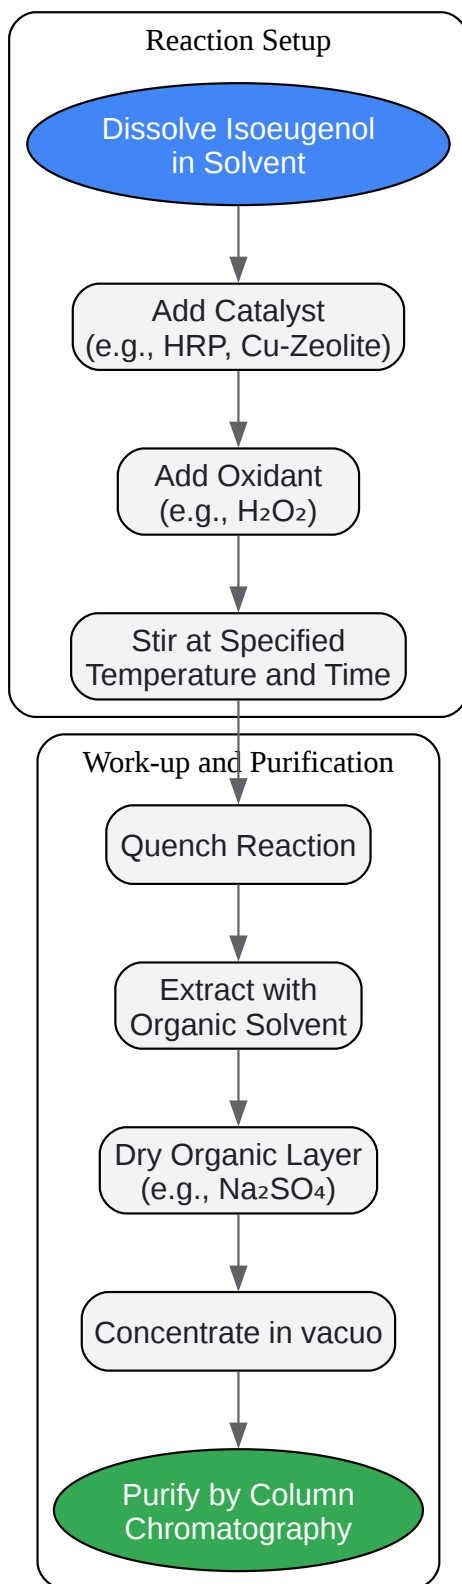 Reaction Setup
Dissolve Isoeugenol
in Solvent
Add Catalyst
(e.g., HRP, Cu-Zeolite)
Add Oxidant
(e.g., H₂O₂)
Stir at Specified
Temperature and Time
Work-up and Purification
Quench Reaction
Extract with
Organic Solvent
Dry Organic Layer
(e.g., Na₂SO₄)
Concentrate in vacuo
Purify by Column
Chromatography